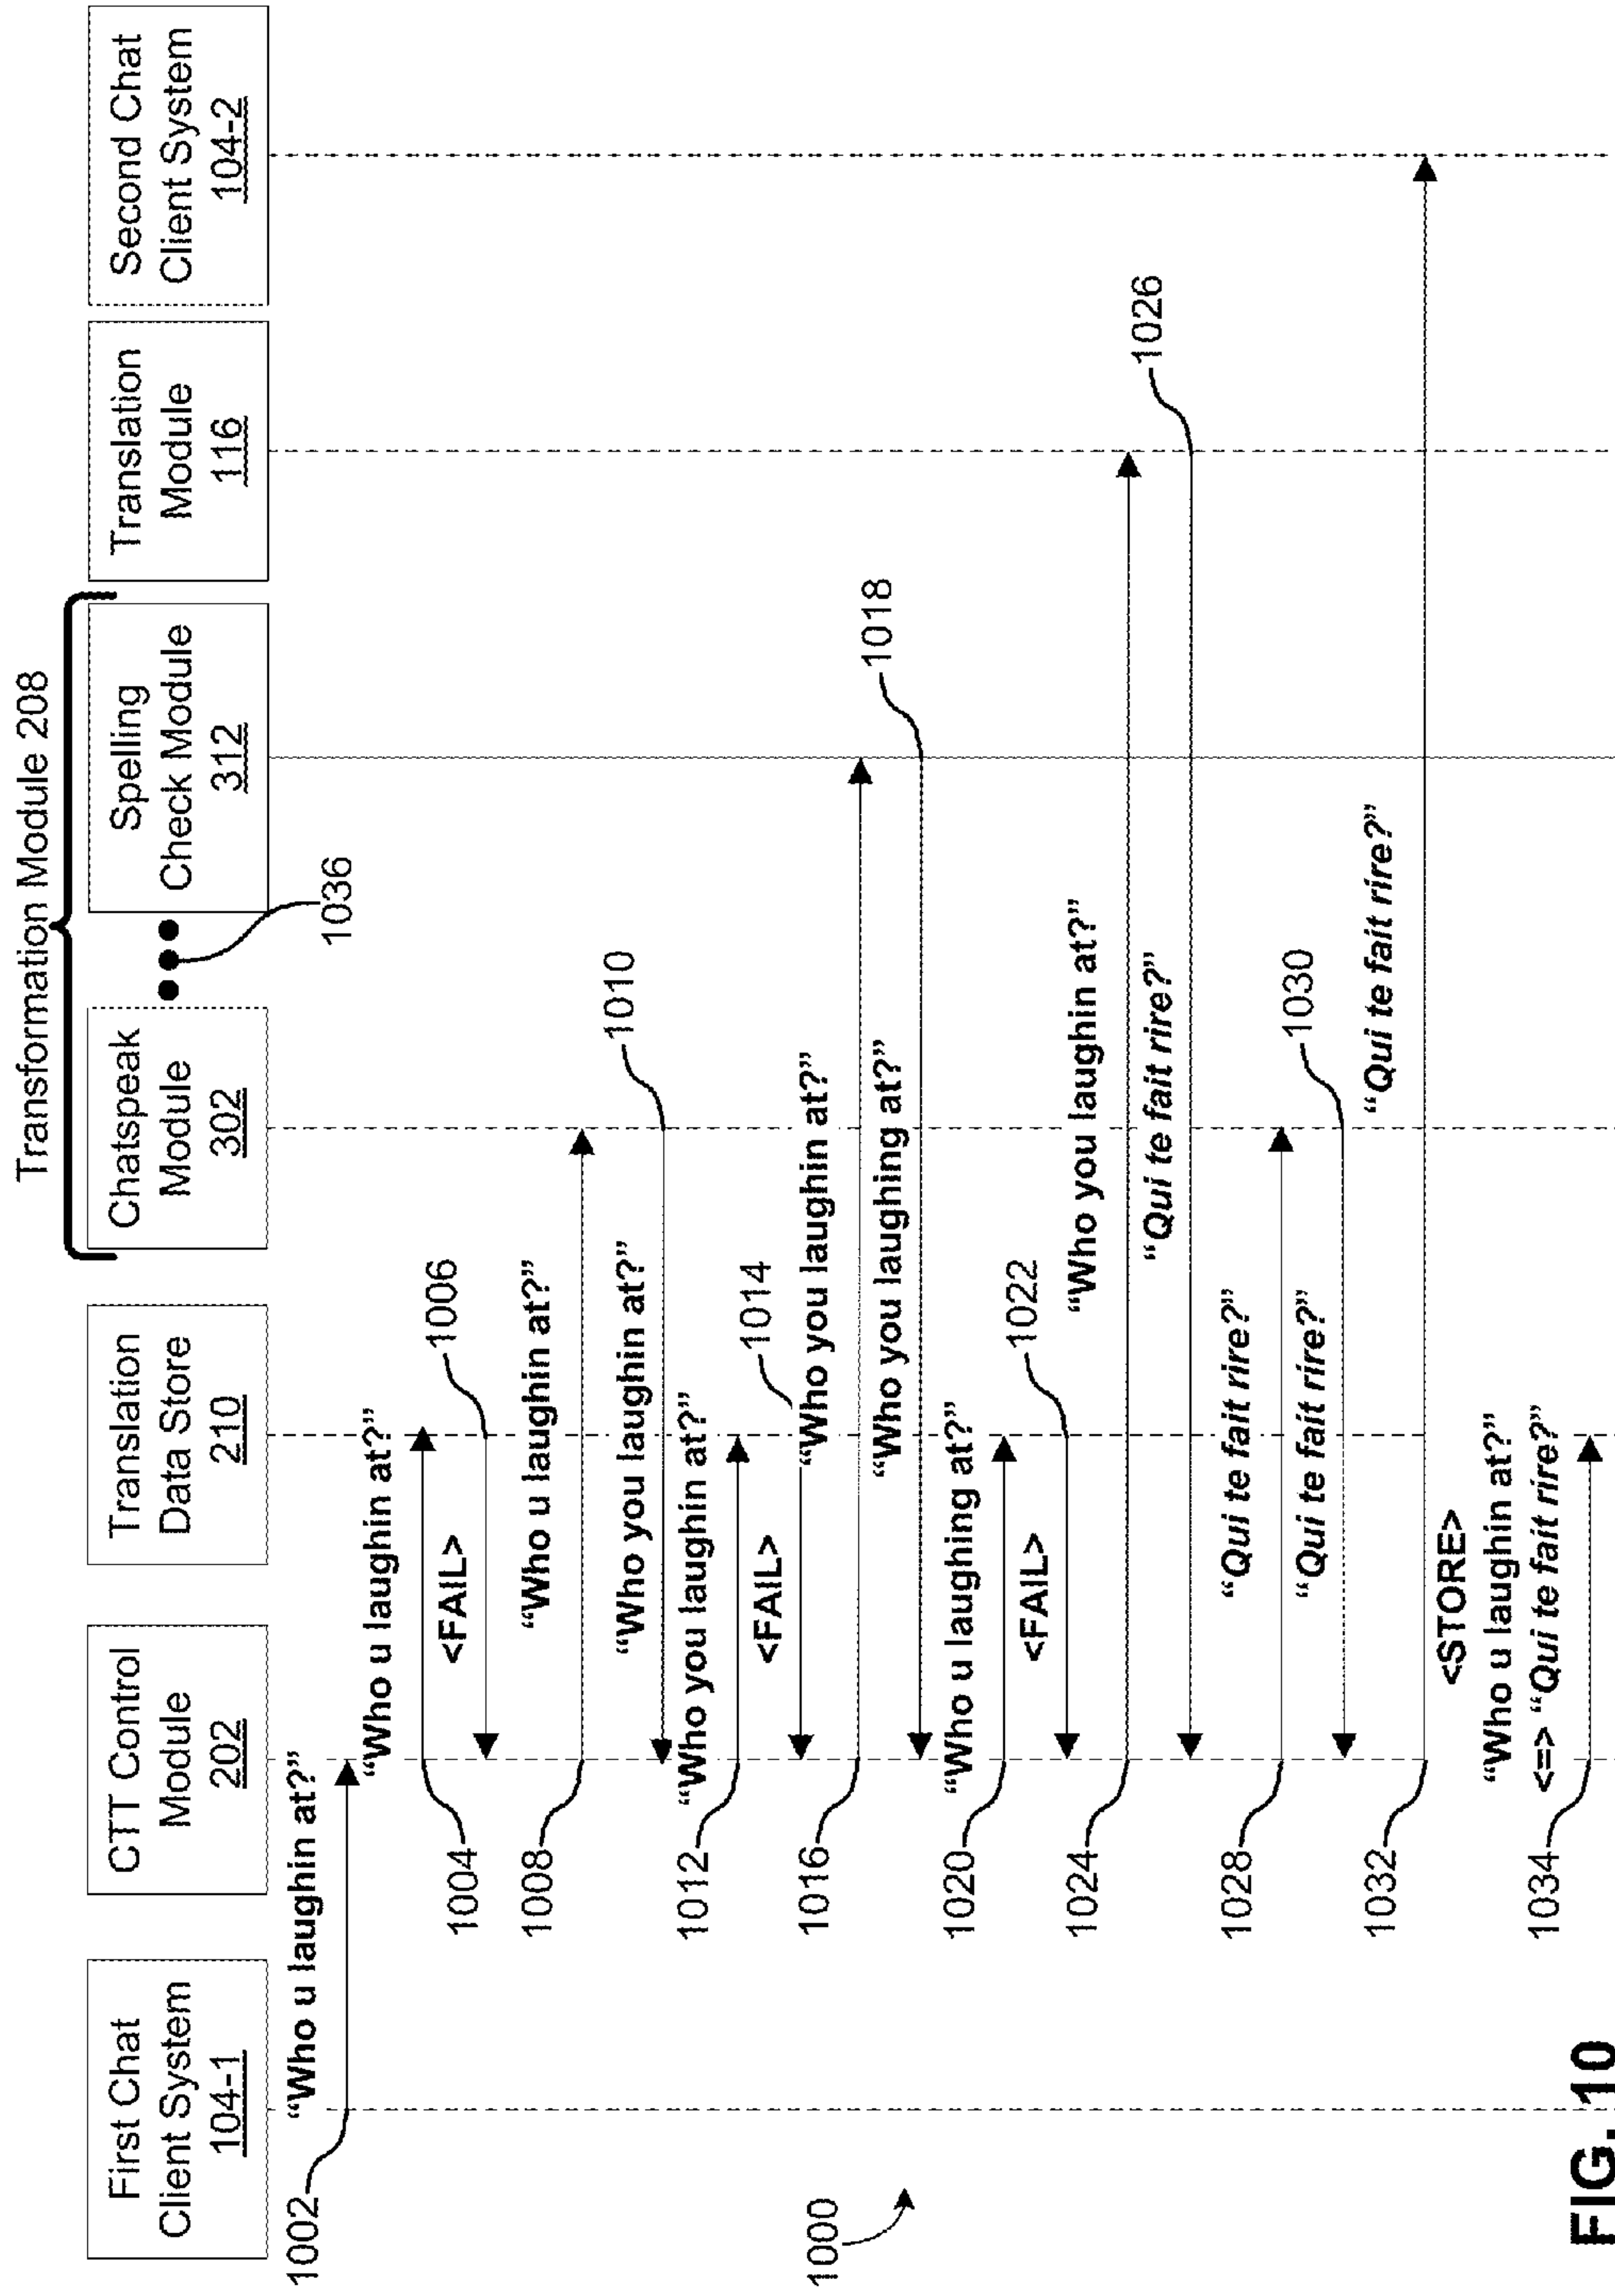 Transformation Module 208
First Chat
Client System
104-1
CTT Control
Module
202
Translation
Data Store
210
Chatspeak
Module
302
1036
Spelling
Check Module
312
Translation
Module
116
Second Chat
Client System
104-2
1002
“Who u laughin at?”
“Who u laughin at?”
1004
<FAIL>
1006
“Who u laughin at?”
1008
“Who you laughin at?”
1010
“Who you laughin at?”
1012
<FAIL>
1014
“Who you laughin at?”
1016
“Who you laughing at?”
1018
“Who u laughing at?”
1020
<FAIL>
1022
“Who you laughin at?”
1024
“Qui te fait rire?”
1026
“Qui te fait rire?”
1028
“Qui te fait rire?”
1030
“Qui te fait rire?”
1032
<STORE>
“Who u laughin at?”
<=> “Qui te fait rire?”
1034
1000
FIG. 10